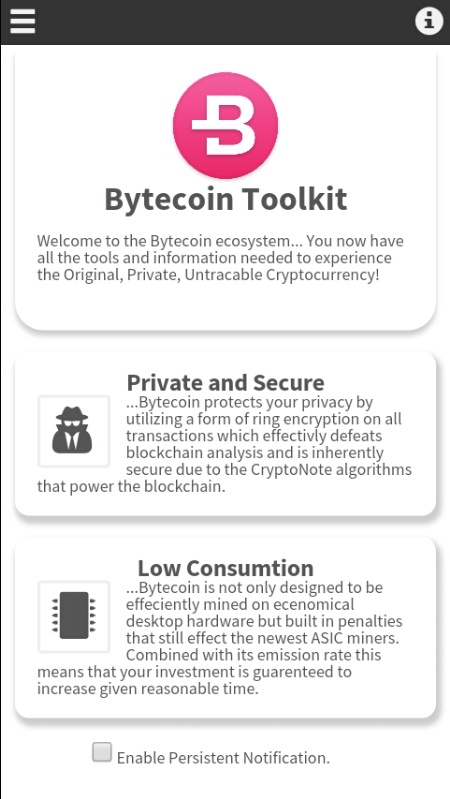 Bytecoin Toolkit
Welcome to the Bytecoin ecosystem... You now have
all the tools and information needed to experience
the Original, Private, Untracable Cryptocurrency!
Private and Secure
...Bytecoin protects your privacy by
utilizing a form of ring encryption on all
transactions which effectivly defeats
blockchain analysis and is inherently
secure due to the CryptoNote algorithms
that power the blockchain.
Low Consumtion
...Bytecoin is not only designed to be
effeciently mined on ecenomical
desktop hardware but built in penalties
that still effect the newest ASIC miners.
Combined with its emission rate this
means that your investment is guarenteed to
increase given reasonable time.
Enable Persistent Notification.